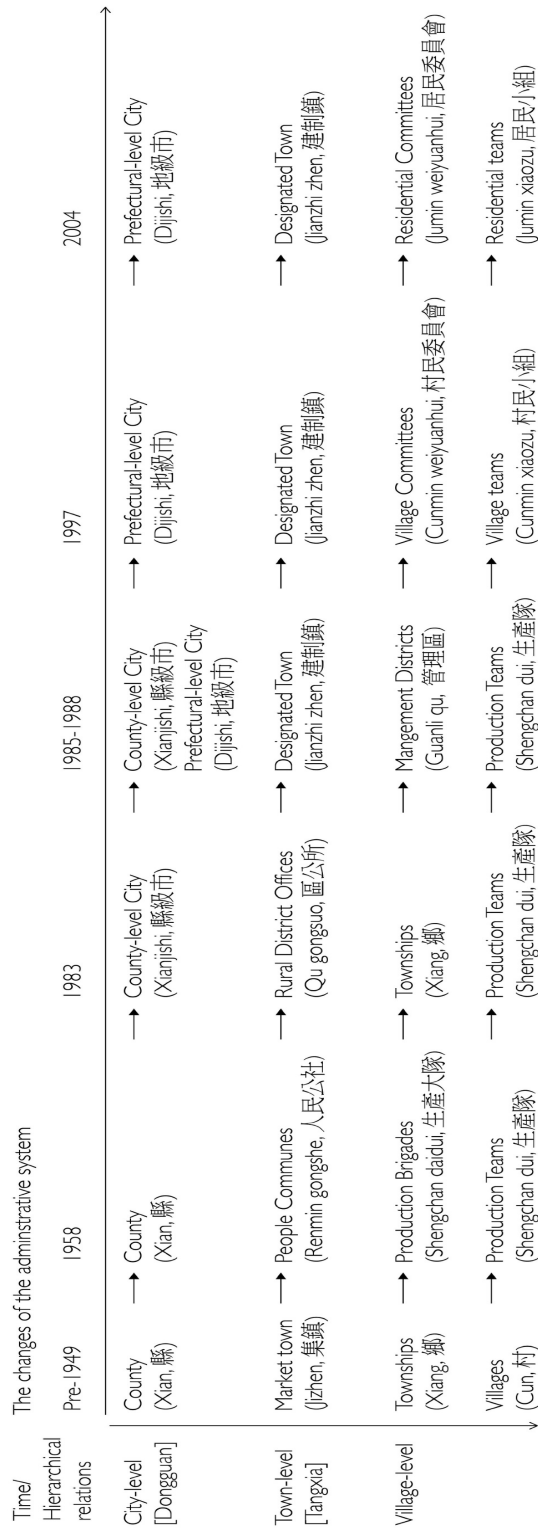 The changes of the adminstrative system
Time/
Hierarchical
relations
Pre-1949
1958
1983
1985-1988
1997
2004
City-level
[Dongguan]
County
(Xian, 縣)
County
(Xian, 縣)
County-level City
(Xianjishi, 縣級市)
County-level City
(Xianjishi, 縣級市)
Prefectural-level City
(Dijishi, 地級市)
Prefectural-level City
(Dijishi, 地級市)
Prefectural-level City
(Dijishi, 地級市)
Town-level
[Tangxia]
Market town
(Jizhen, 集鎮)
People Communes
(Renmin gongshe, 人民公社)
Rural District Offices
(Qu gongsuo, 區公所)
Designated Town
(Jianzhi zhen, 建制鎮)
Designated Town
(Jianzhi zhen, 建制鎮)
Designated Town
(Jianzhi zhen, 建制鎮)
Village-level
Townships
(Xiang, 鄉)
Production Brigades
(Shengchan daidui, 生產大隊)
Townships
(Xiang, 鄉)
Mangement Districts
(Guanli qu, 管理區)
Village Committees
(Cunmin weiyuanhui, 村民委員會)
Residential Committees
(Jumin weiyuanhui, 居民委員會)
Villages
(Cun, 村)
Production Teams
(Shengchan dui, 生產隊)
Production Teams
(Shengchan dui, 生產隊)
Production Teams
(Shengchan dui, 生產隊)
Village teams
(Cunmin xiaozu, 村民小組)
Residential teams
(Jumin xiaozu, 居民小組)